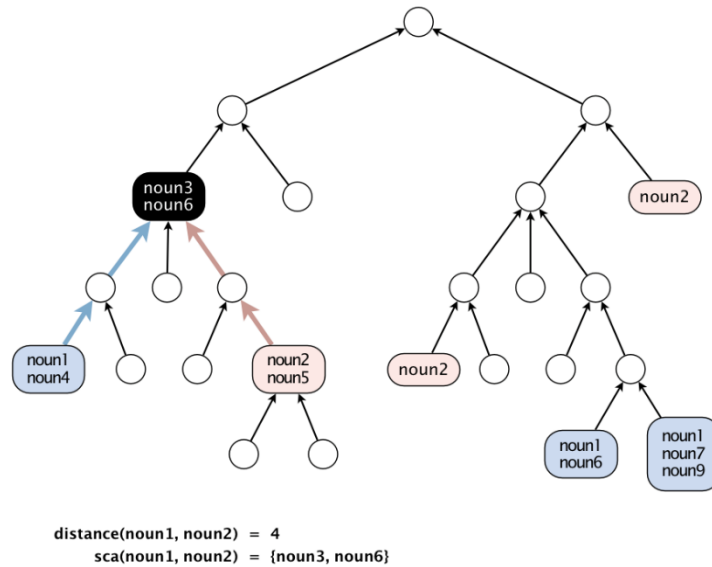 noun3
noun6
noun2
noun1
noun4
noun2
noun5
noun2
noun1
noun6
noun1
noun7
noun9
distance(noun1, noun2) = 4
sca(noun1, noun2) = {noun3, noun6}